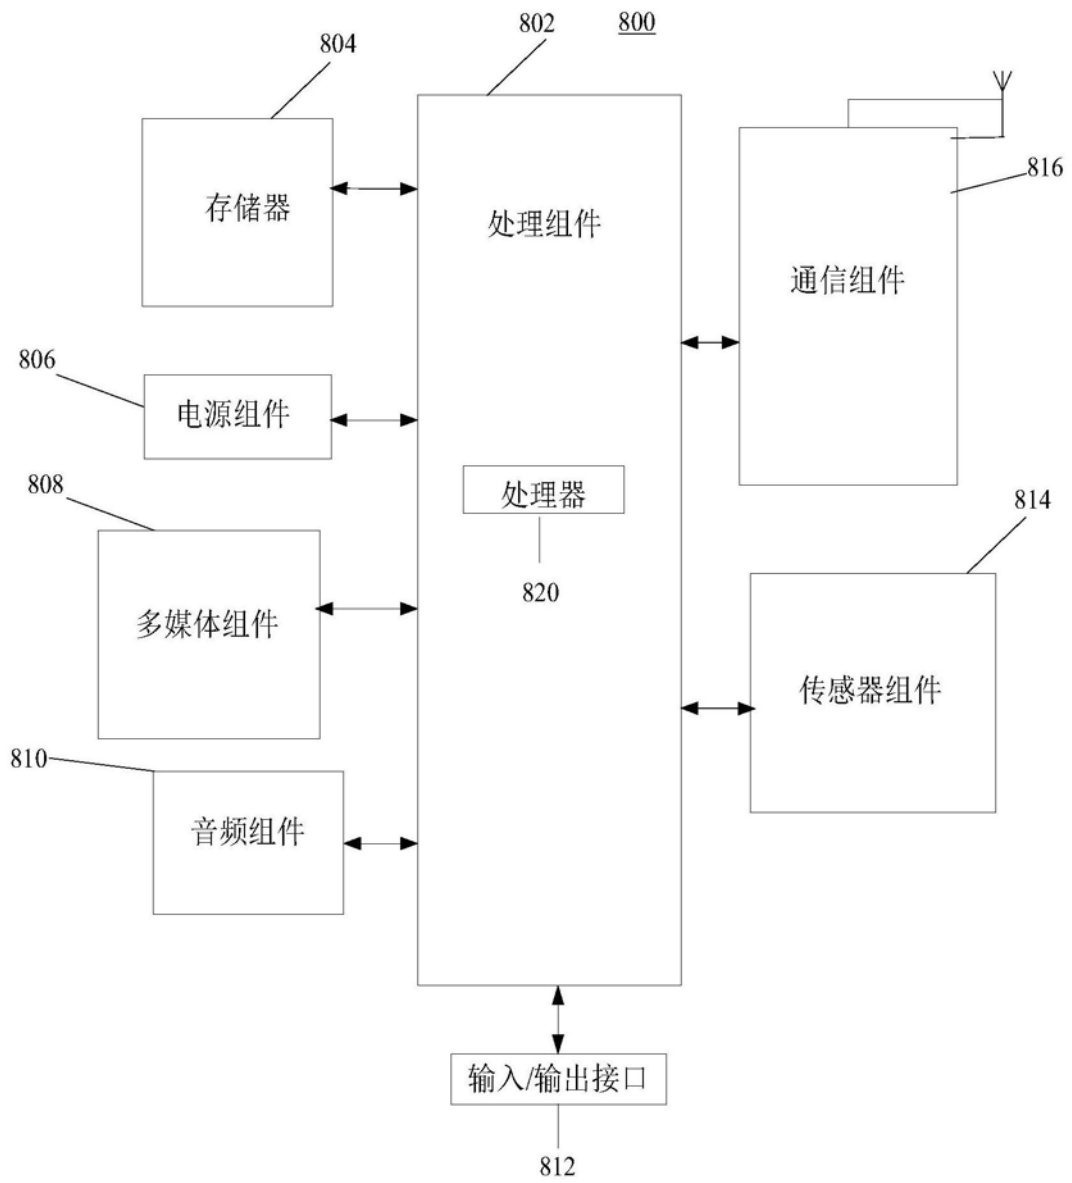 802
800
804
816
存储器
处理组件
通信组件
806
电源组件
808
处理器
814
820
多媒体组件
传感器组件
810
音频组件
输入/输出接口
812